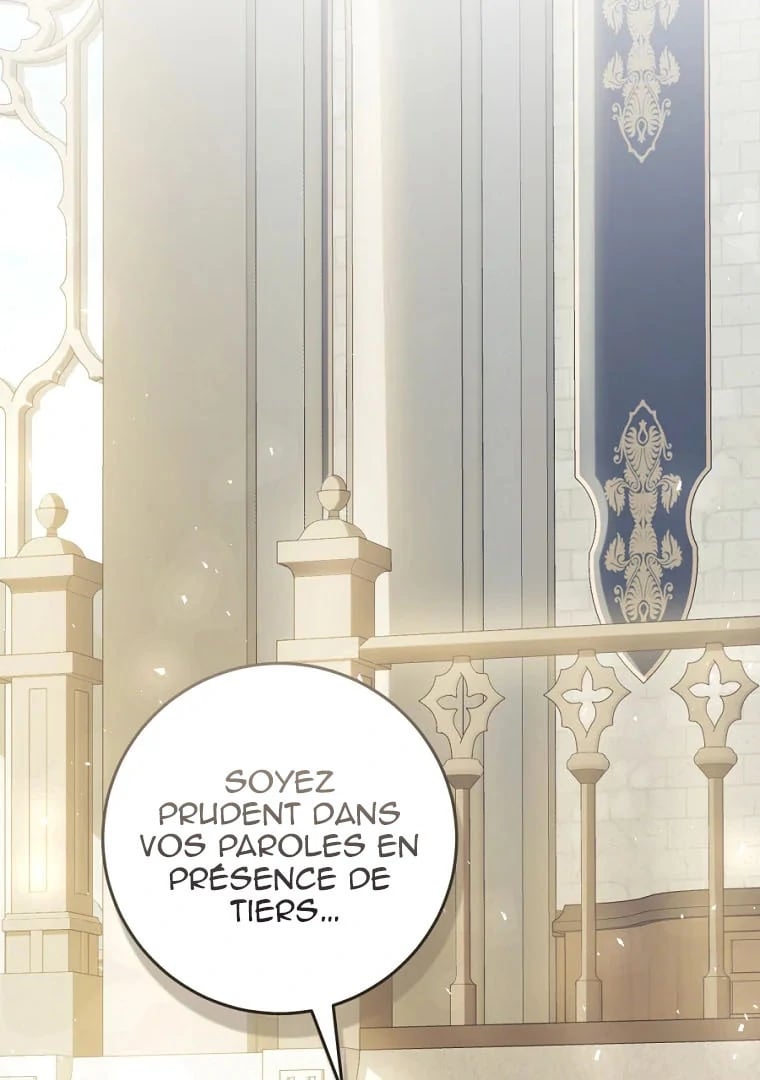 SOYEZ
PRUDENT DANS
VOS PAROLES EN
PRÉSENCE DE
TIERS...